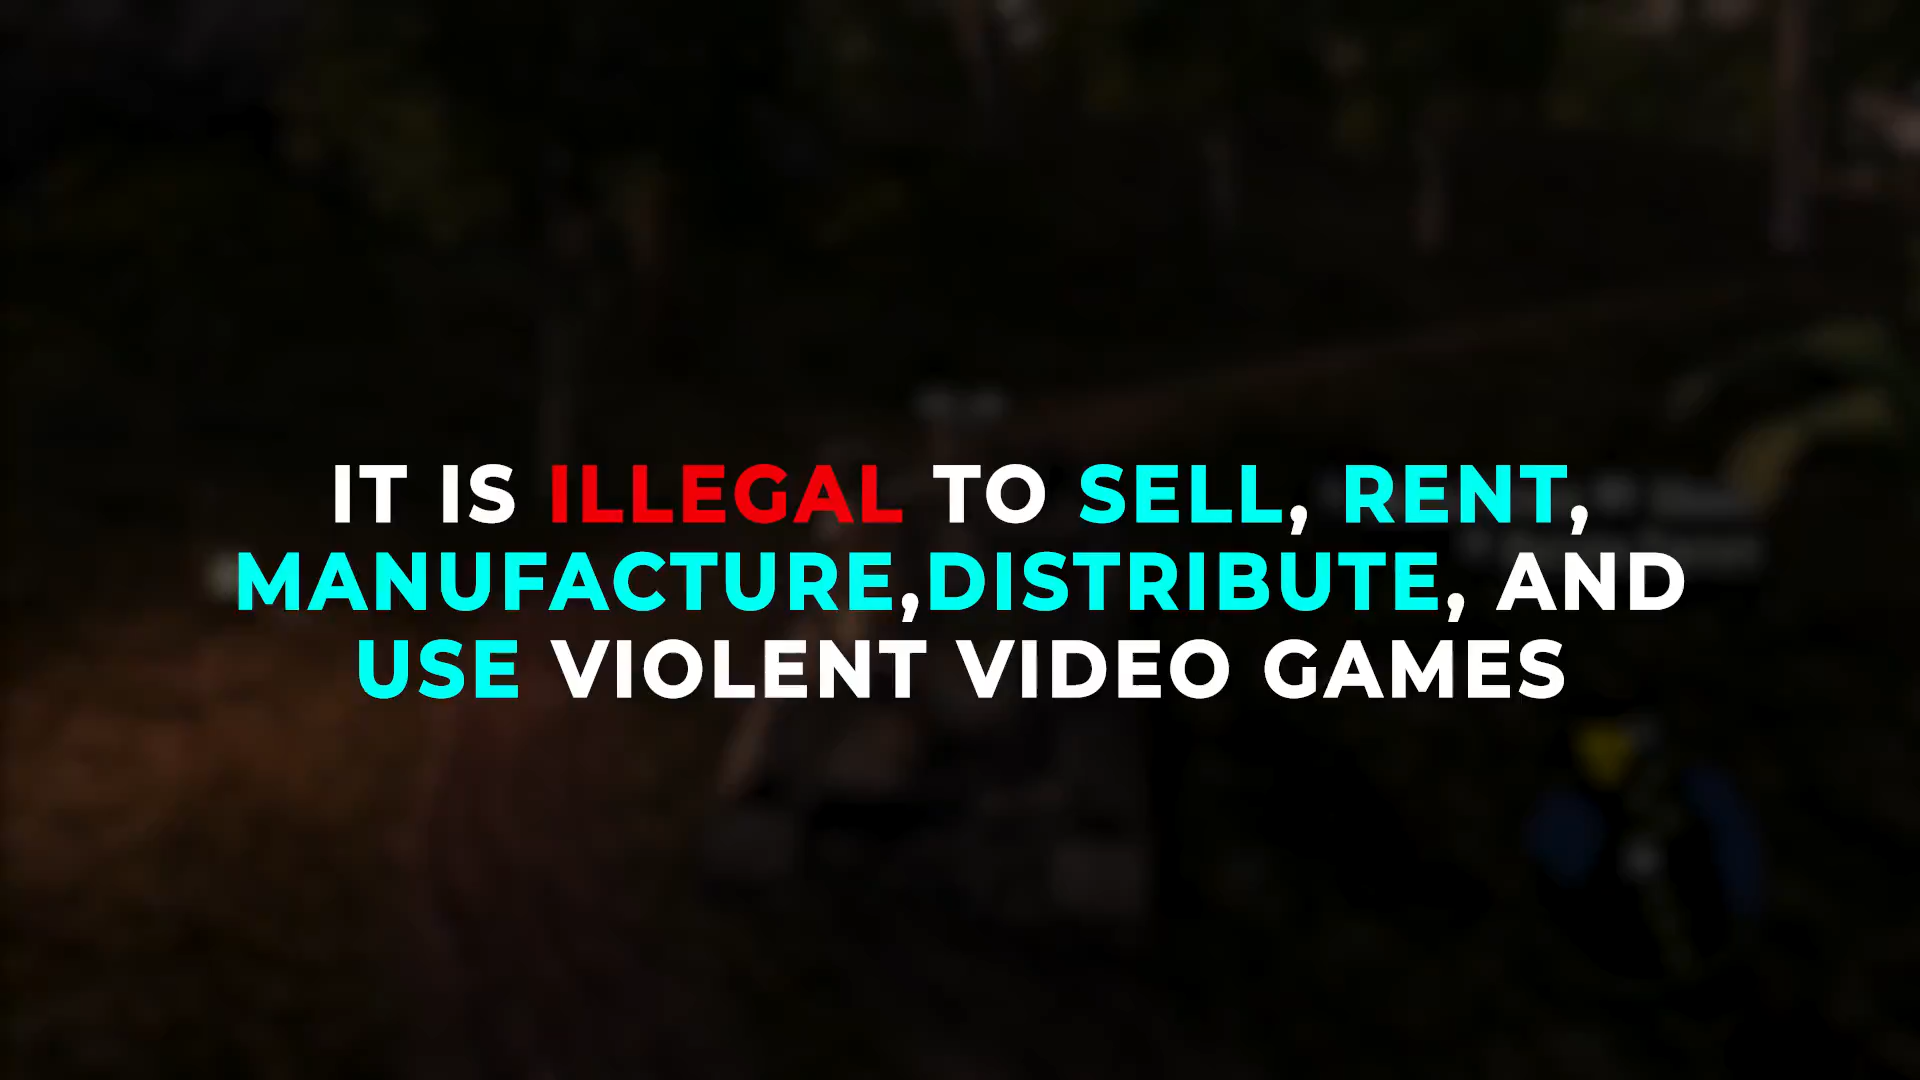 IT IS ILLEGAL TO SELL, RENT,
MANUFACTURE,DISTRIBUTE, AND
USE VIOLENT VIDEO GAMES